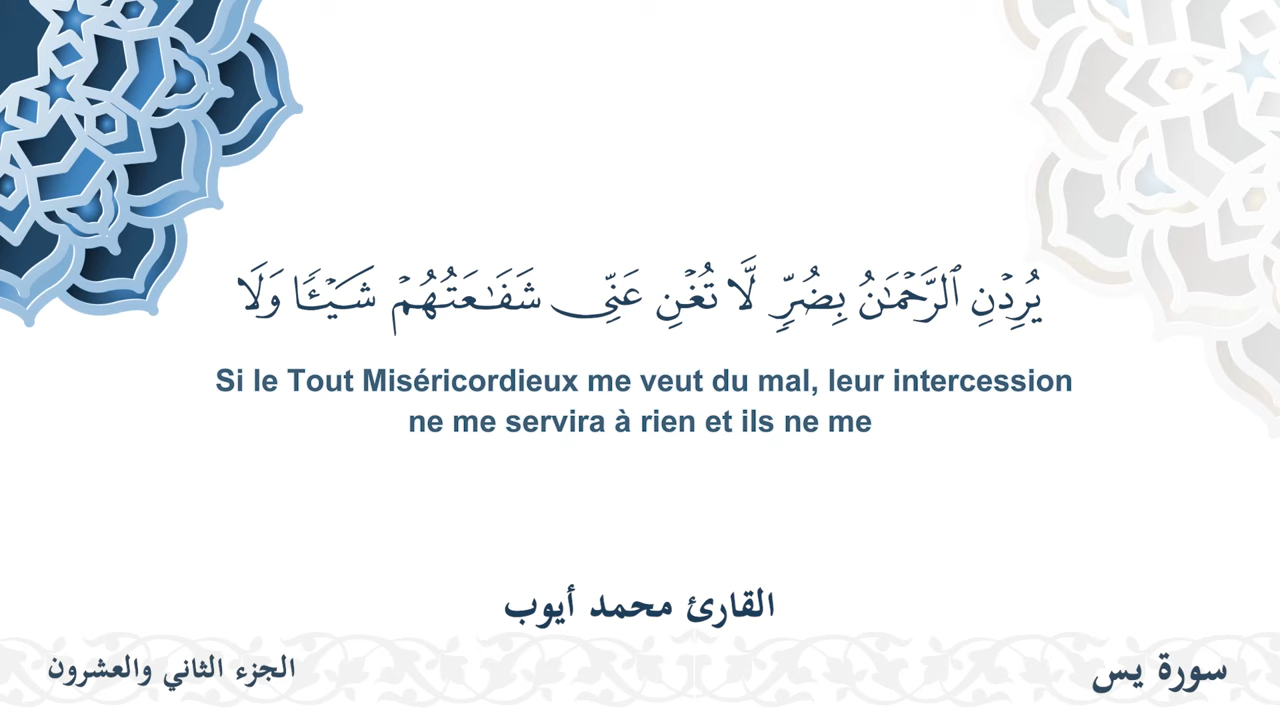 يُرِدْنِ ٱلرَّحْمَـٰنُ بِضُرٍّ لَّا تُغْنِ عَنِّى شَفَـٰعَتُهُمْ شَيْـًٔا وَلَا
Si le Tout Miséricordieux me veut du mal, leur intercession
ne me servira à rien et ils ne me
القارئ محمد أيوب
سورة يس
الجزء الثاني والعشرون